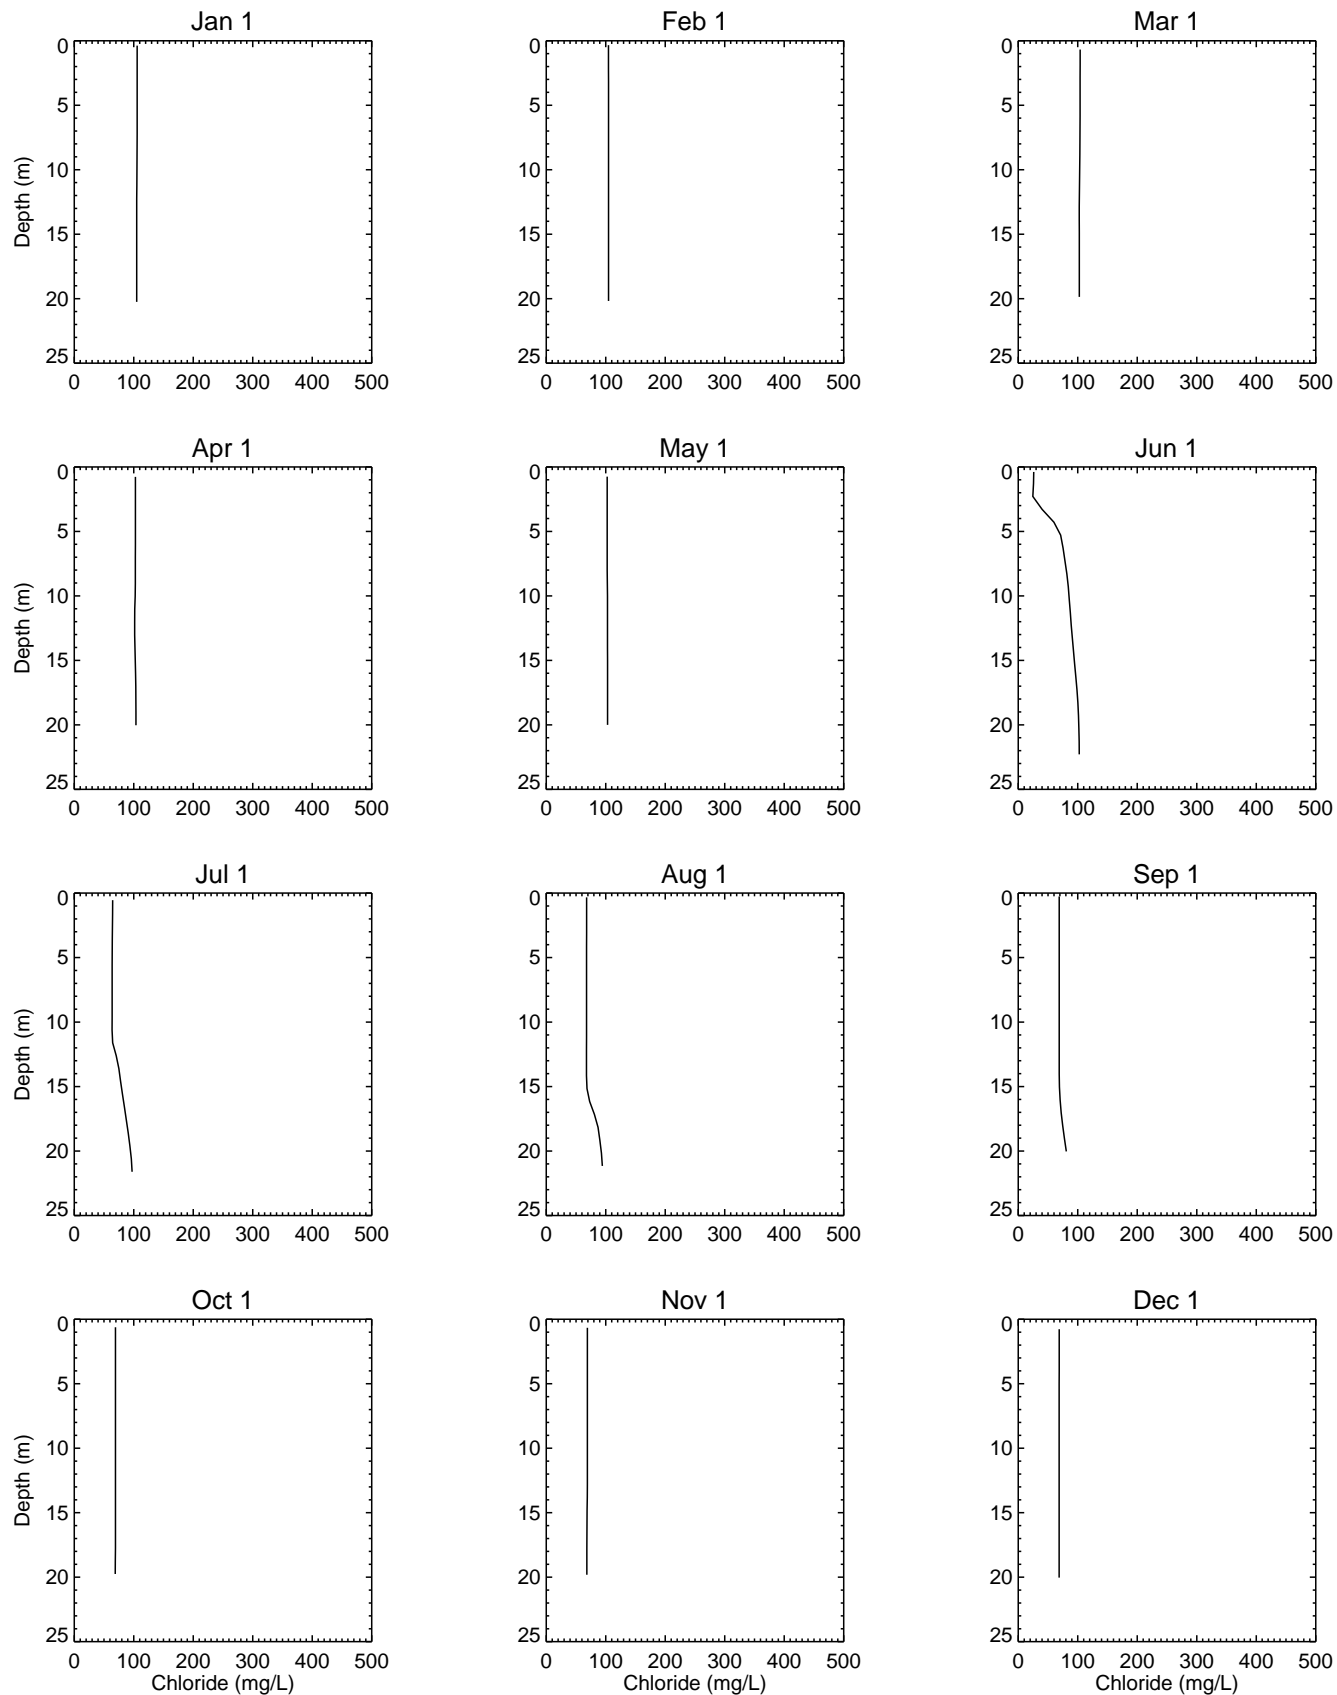 Jan 1 Feb 1 Mar 1
0 0 0
5 5 5
10 10 10
Depth (m)
15 15 15
20 20 20
25 25 25
0 100 200 300 400 500 0 100 200 300 400 500 0 100 200 300 400 500
Apr 1 May 1 Jun 1
0 0 0
5 5 5
10 10 10
Depth (m)
15 15 15
20 20 20
25 25 25
0 100 200 300 400 500 0 100 200 300 400 500 0 100 200 300 400 500
Jul 1 Aug 1 Sep 1
0 0 0
5 5 5
10 10 10
Depth (m)
15 15 15
20 20 20
25 25 25
0 100 200 300 400 500 0 100 200 300 400 500 0 100 200 300 400 500
Oct 1 Nov 1 Dec 1
0 0 0
5 5 5
10 10 10
Depth (m)
15 15 15
20 20 20
25 25 25
0 100 200 300 400 500 0 100 200 300 400 500 0 100 200 300 400 500
Chloride (mg/L) Chloride (mg/L) Chloride (mg/L)